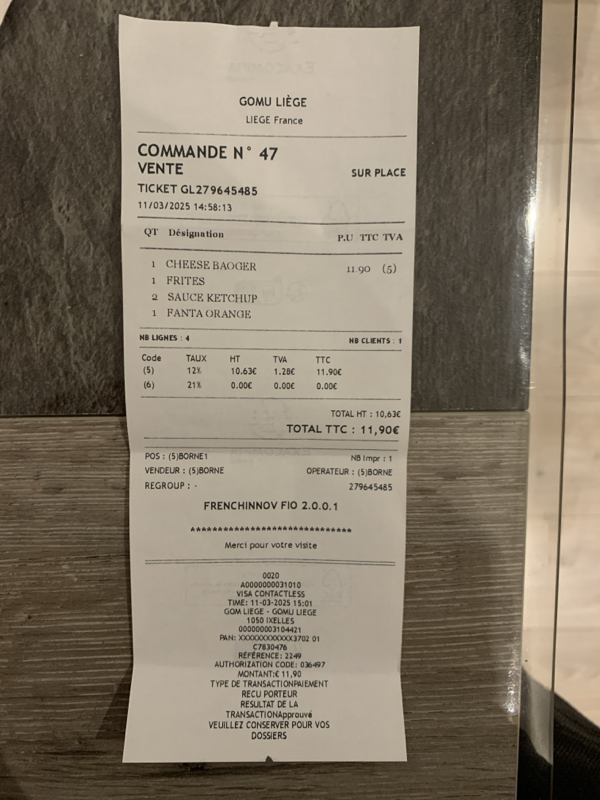 GOMU LIÈGE
LIEGE France
COMMANDE N° 47
VENTE SUR PLACE
TICKET GL279645485
11/03/2025 14:58:13
QT Désignation P.U TTC TVA
1 CHEESE BAOGER 11.90 (5)
1 FRITES
2 SAUCE KETCHUP
1 FANTA ORANGE
NB LIGNES : 4 NB CLIENTS : 1
Code TAUX HT TVA TTC
(5) 12% 10.63€ 1.28€ 11.90€
(6) 21% 0.00€ 0.00€ 0.00€
TOTAL HT : 10,63€
TOTAL TTC : 11,90€
POS : (5)BORNE1 NB Impr : 1
VENDEUR : (5)BORNE OPERATEUR : (5)BORNE
REGROUP : - 279645485
FRENCHINNOV FIO 2.0.0.1
*****************************
Merci pour votre visite
0020
A0000000031010
VISA CONTACTLESS
TIME: 11-03-2025 15:01
GOM LIEGE - GOMU LIEGE
1050 IXELLES
00000003104421
PAN: XXXXXXXXXXXX3702 01
C7830476
RÉFÉRENCE: 2249
AUTHORIZATION CODE: 036497
MONTANT:€ 11,90
TYPE DE TRANSACTIONPAIEMENT
RECU PORTEUR
RESULTAT DE LA
TRANSACTIONApprouvé
VEUILLEZ CONSERVER POUR VOS
DOSSIERS